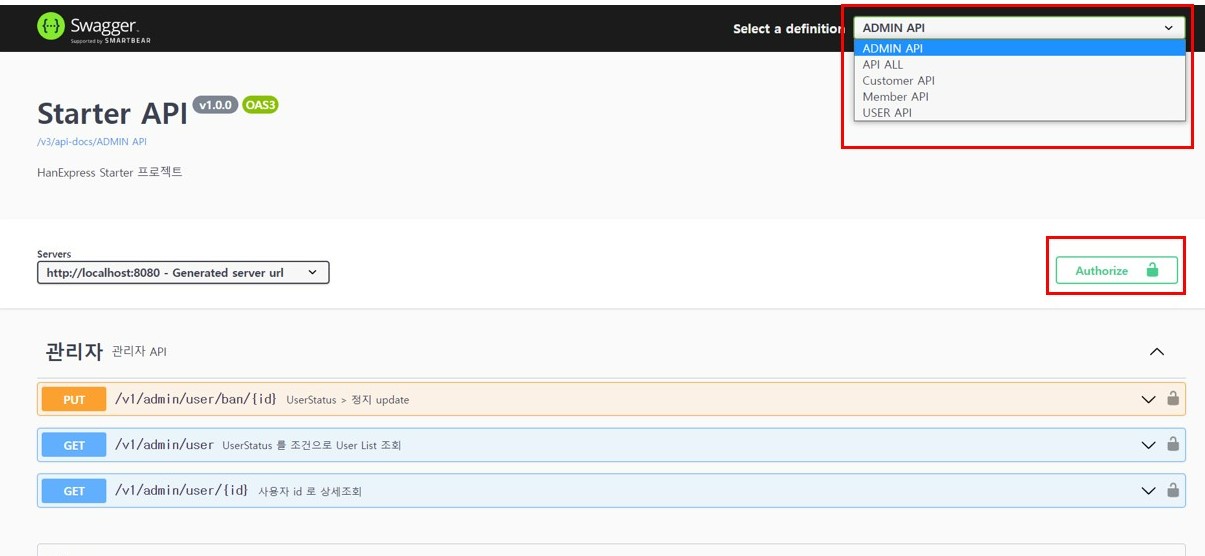 Swagger.
Supported by SMARTBEAR
Select a definition
ADMIN API
ADMIN API
API ALL
Customer API
Member API
USER API
Starter API v1.0.0 OAS3
/v3/api-docs/ADMIN API
HanExpress Starter 프로젝트
Servers
http://localhost:8080 - Generated server url
Authorize
관리자 관리자 API
PUT /v1/admin/user/ban/{id} UserStatus > 정지 update
GET /v1/admin/user UserStatus 를 조건으로 User List 조회
GET /v1/admin/user/{id} 사용자 id 로 상세조회